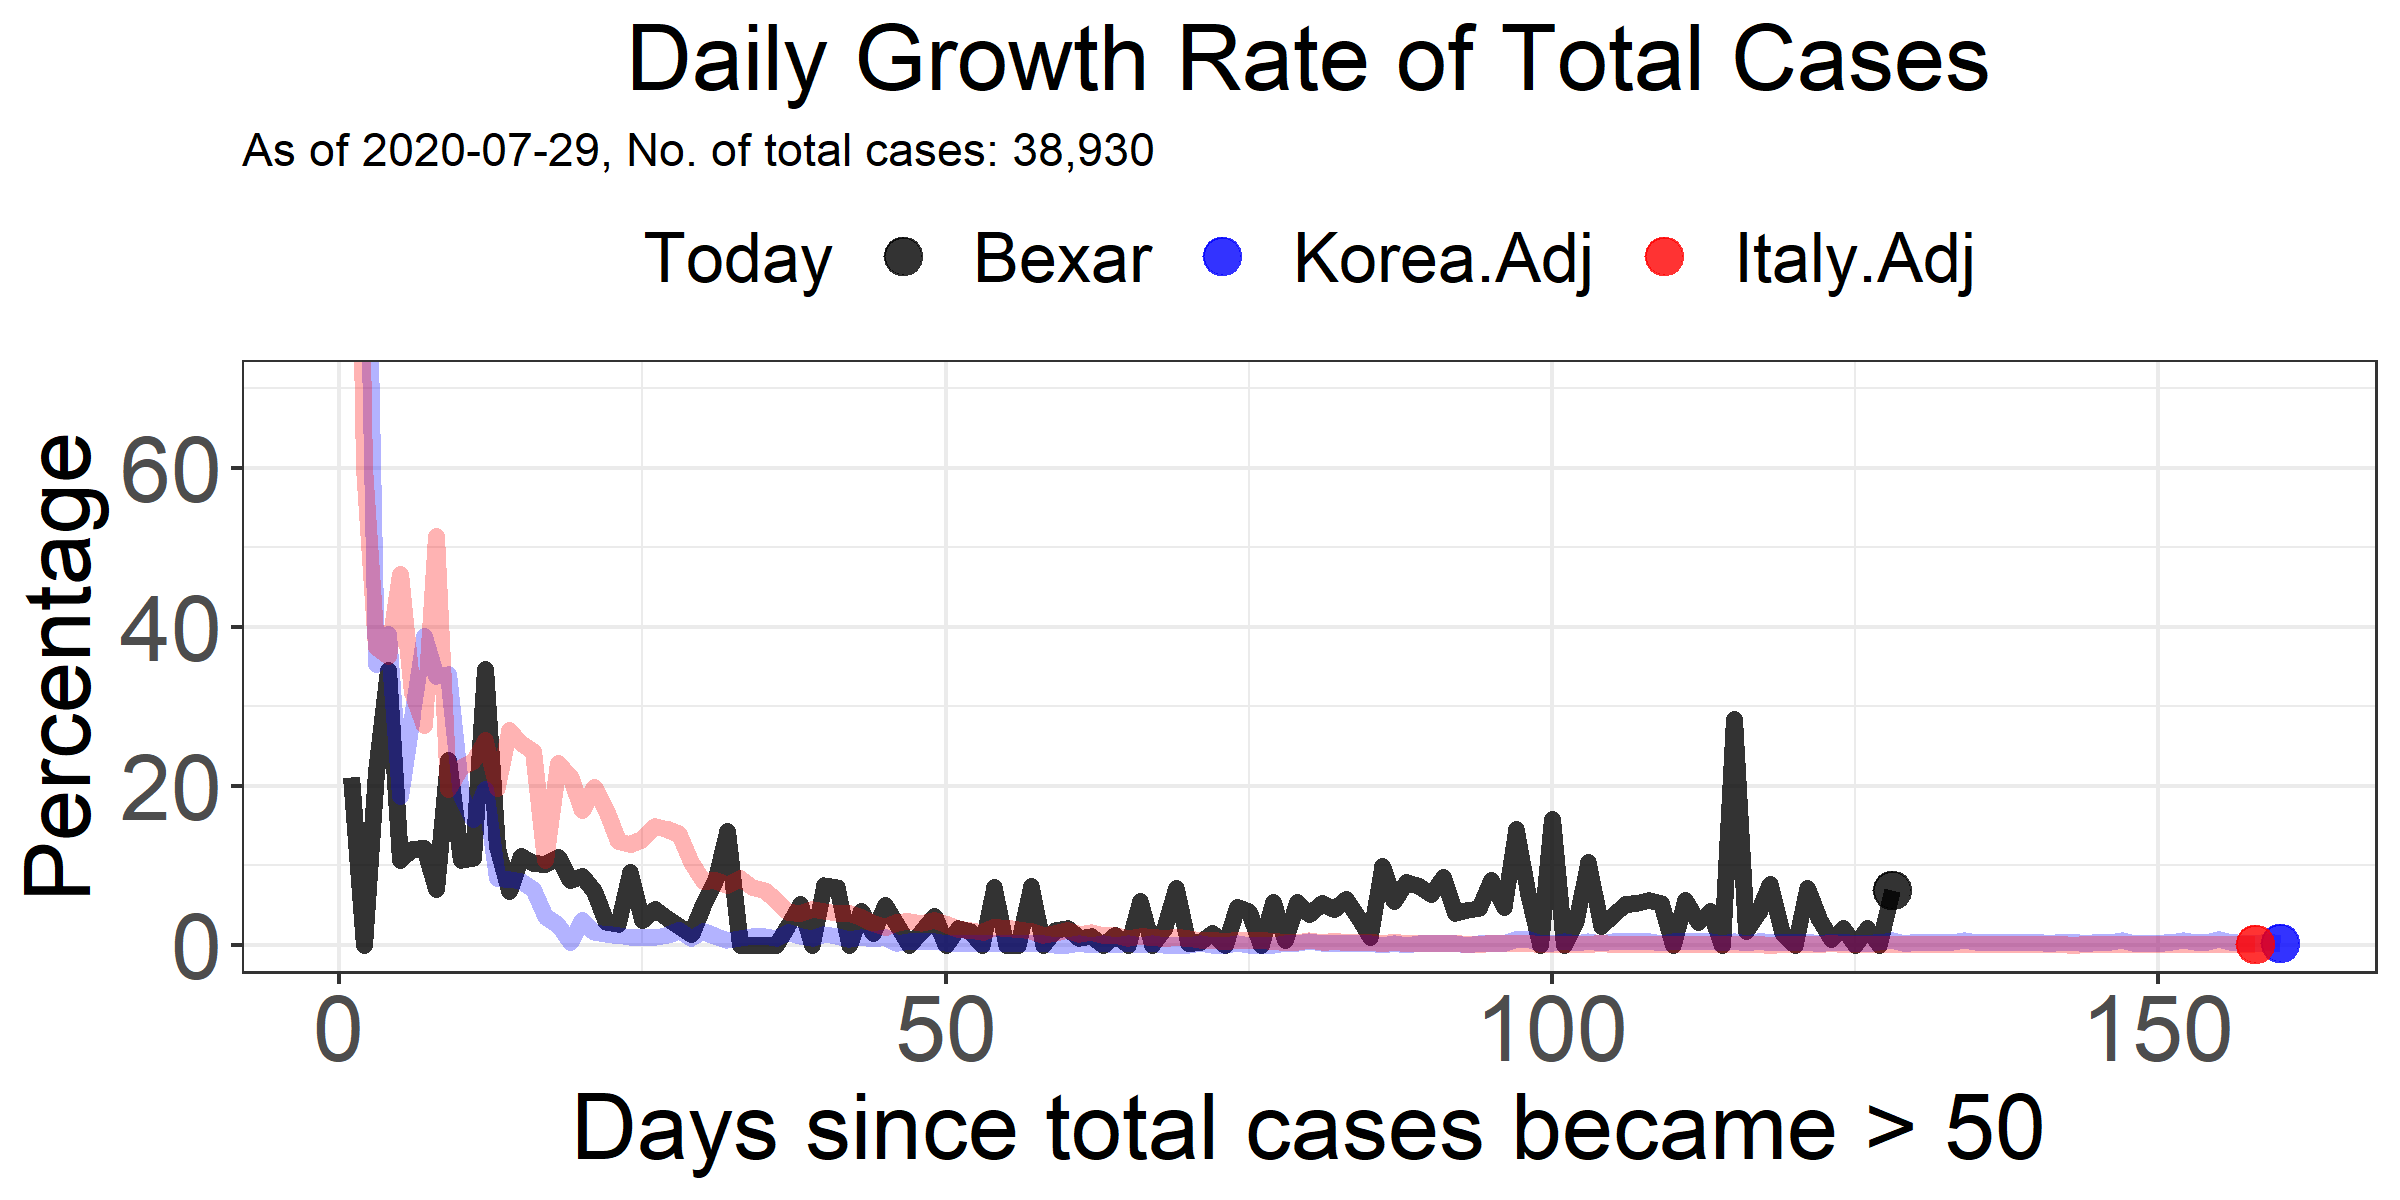 Daily Growth Rate of Total Cases
As of 2020-07-29, No. of total cases: 38,930
Today Bexar Korea.Adj Italy.Adj
Percentage
60
40
20
0
0 50 100 150
Days since total cases became > 50